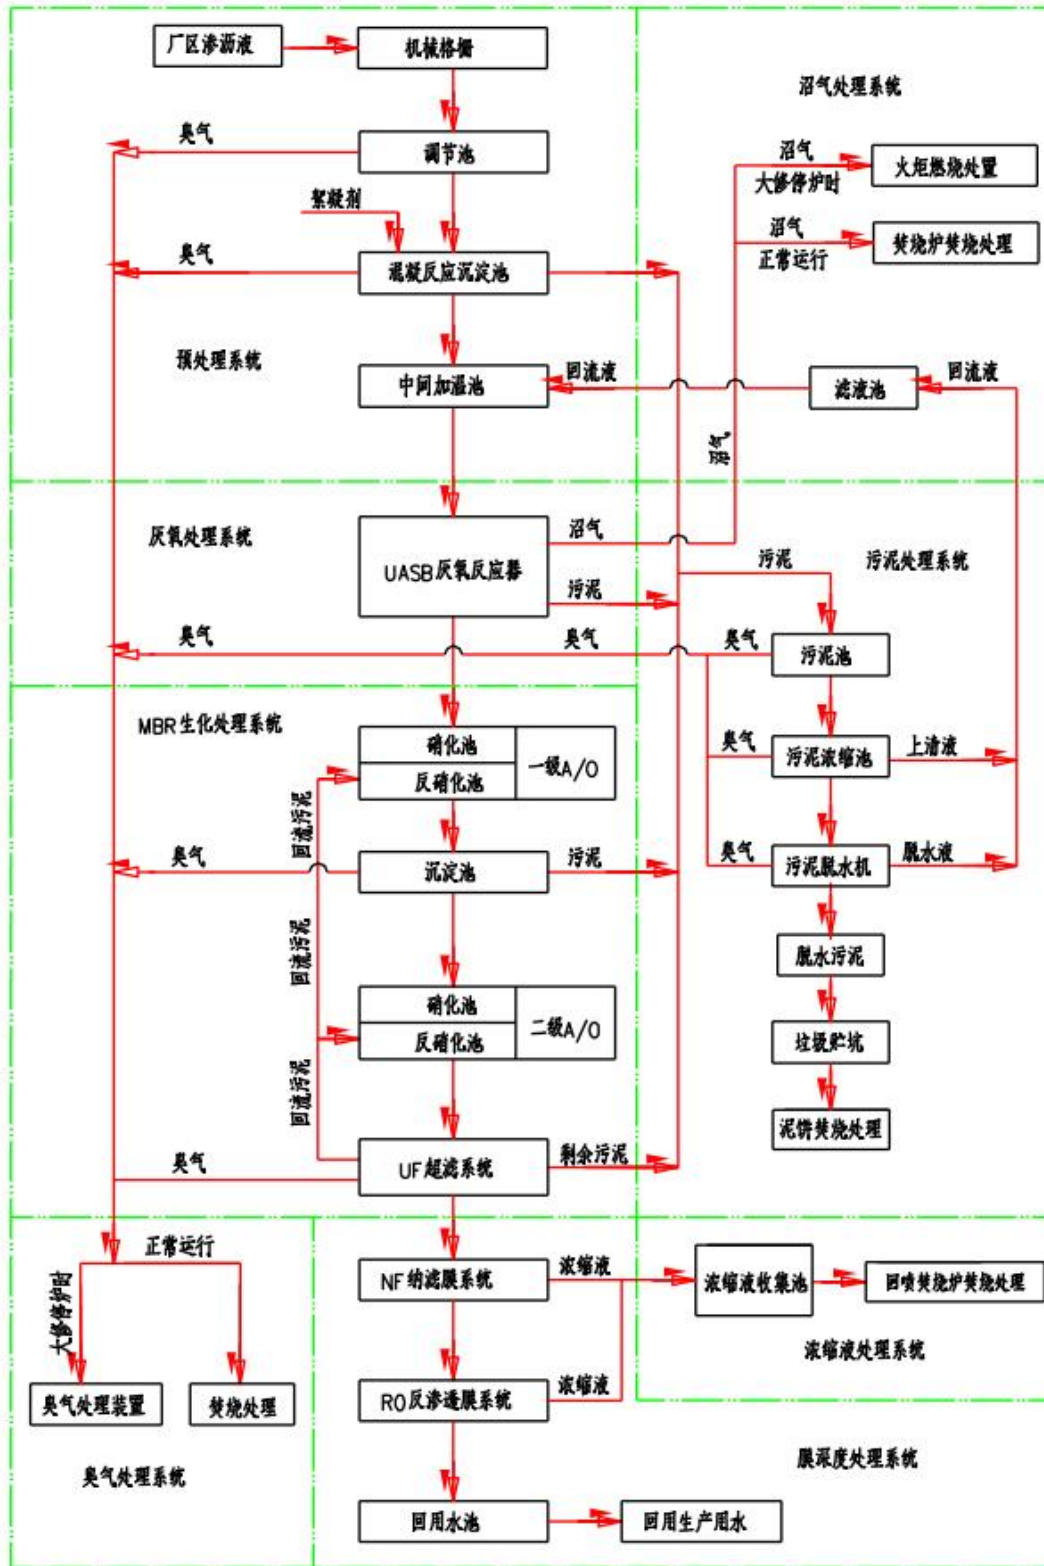 厂区渗沥液
机械格栅
沼气处理系统
臭气
调节池
沼气
大修停炉时
火炬燃烧处置
絮凝剂
沼气
正常运行
焚烧炉焚烧处理
臭气
混凝反应沉淀池
预处理系统
中间加温池
回流液
滤液池
回流液
沼气
厌氧处理系统
UASB厌氧反应器
沼气
污泥
污泥
污泥处理系统
臭气
臭气
臭气
污泥池
MBR生化处理系统
硝化池
反硝化池
一级A/O
臭气
污泥浓缩池
上清液
回流污泥
臭气
沉淀池
污泥
臭气
污泥脱水机
脱水液
回流污泥
脱水污泥
硝化池
反硝化池
二级A/O
垃圾贮坑
回流污泥
泥饼焚烧处理
臭气
UF超滤系统
剩余污泥
正常运行
大修停炉时
NF纳滤膜系统
浓缩液
浓缩液收集池
回喷焚烧炉焚烧处理
浓缩液处理系统
臭气处理装置
焚烧处理
RO反渗透膜系统
浓缩液
臭气处理系统
膜深度处理系统
回用水池
回用生产用水